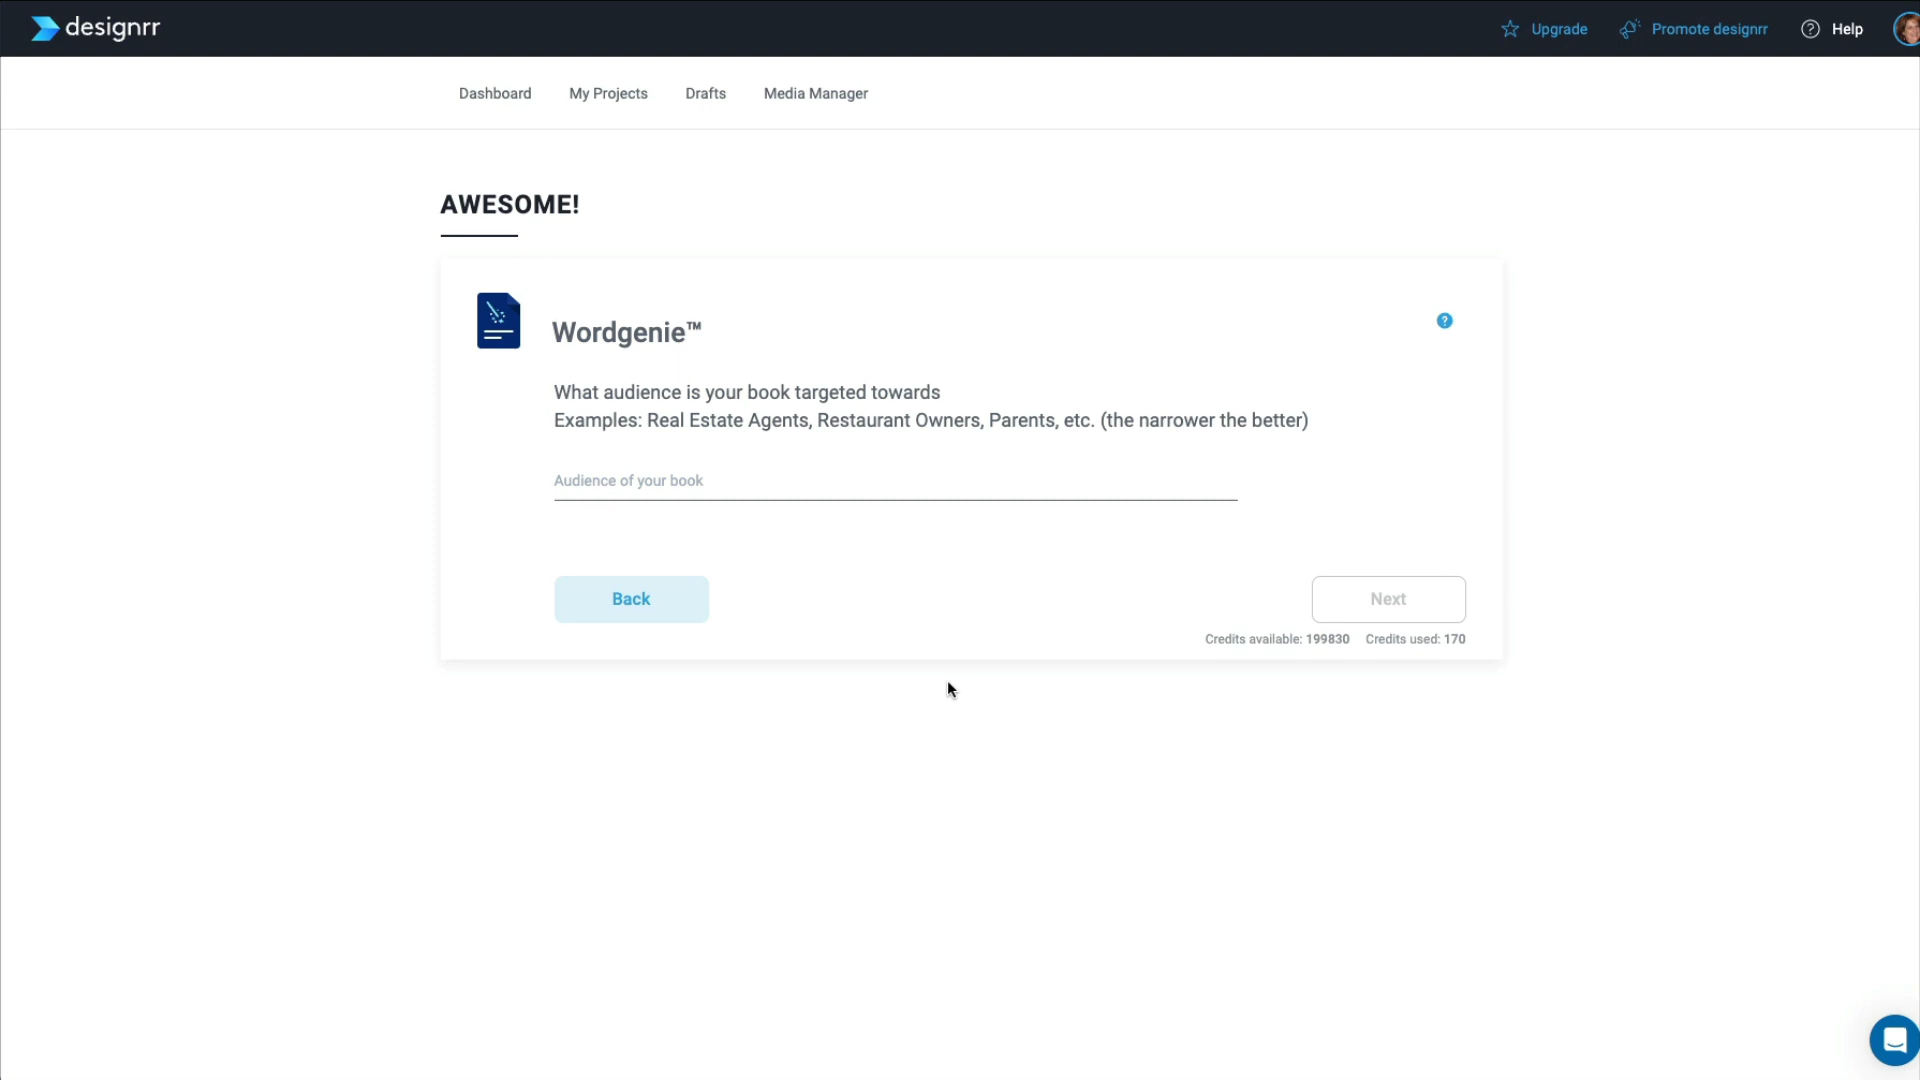 designrr
Upgrade
Promote designrr
? Help
Dashboard
My Projects
Drafts
Media Manager
AWESOME!
Wordgenie™
?
What audience is your book targeted towards
Examples: Real Estate Agents, Restaurant Owners, Parents, etc. (the narrower the better)
Audience of your book
Back
Next
Credits available: 199830 Credits used: 170